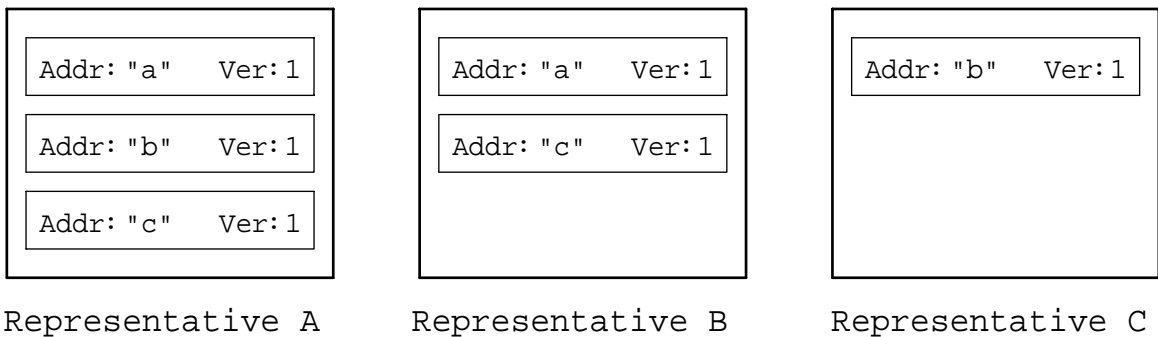 Addr: "a" Ver: 1
Addr: "b" Ver: 1
Addr: "c" Ver: 1
Representative A
Addr: "a" Ver: 1
Addr: "c" Ver: 1
Representative B
Addr: "b" Ver: 1
Representative C